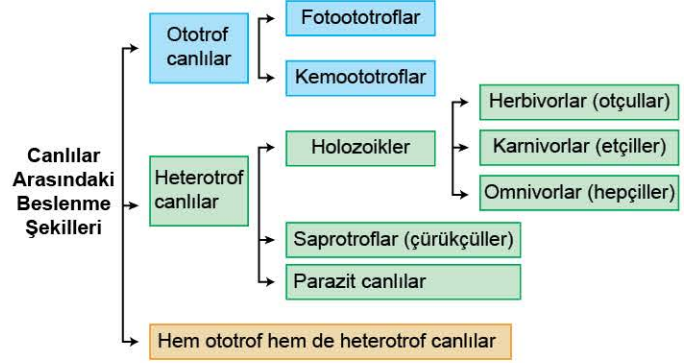 Canlılar
Arasındaki
Beslenme
Şekilleri
Ototrof
canlılar
Fotoototroflar
Kemoototroflar
Heterotrof
canlılar
Holozoikler
Herbivorlar (otçullar)
Karnivorlar (etçiller)
Omnivorlar (hepçiller)
Saprotroflar (çürükçüller)
Parazit canlılar
Hem ototrof hem de heterotrof canlılar